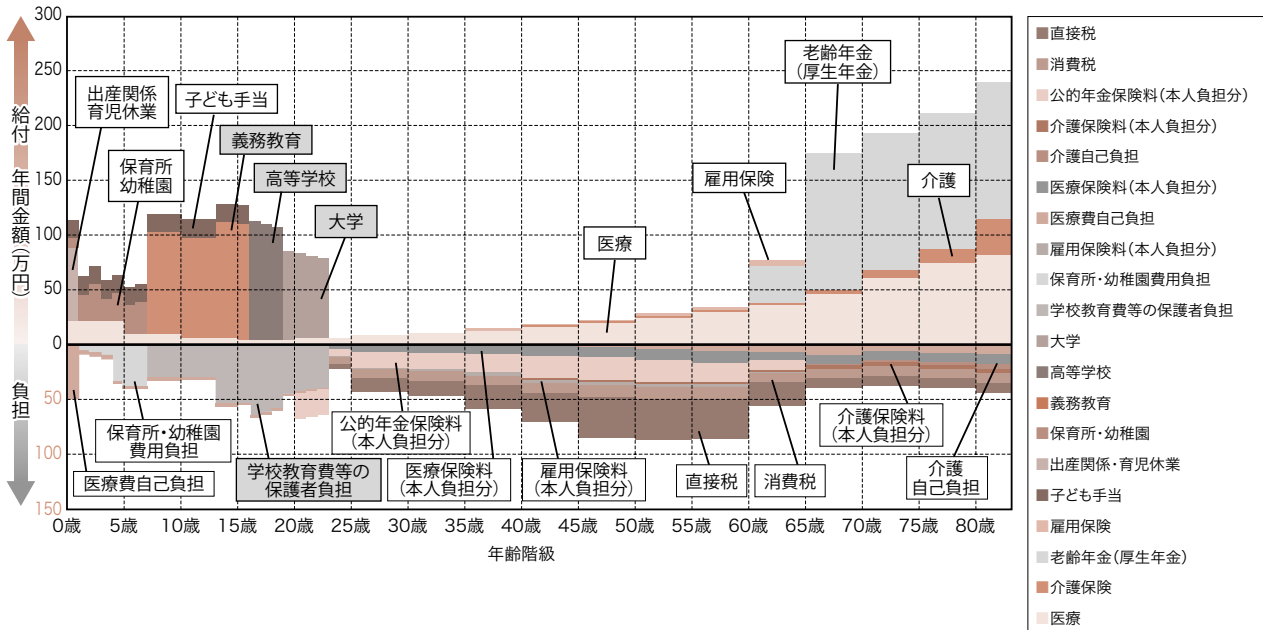 300
250
200
150
100
50
0
50
100
150
給付
年間金額(万円)
負担
出産関係
育児休業
子ども手当
保育所
幼稚園
義務教育
高等学校
大学
医療
雇用保険
老齢年金
(厚生年金)
介護
医療費自己負担
保育所・幼稚園
費用負担
学校教育費等の
保護者負担
公的年金保険料
(本人負担分)
医療保険料
(本人負担分)
雇用保険料
(本人負担分)
直接税
消費税
介護保険料
(本人負担分)
介護
自己負担
0歳
5歳
10歳
15歳
20歳
25歳
30歳
35歳
40歳
45歳
50歳
55歳
60歳
65歳
70歳
75歳
80歳
年齢階級
直接税
消費税
公的年金保険料(本人負担分)
介護保険料(本人負担分)
介護自己負担
医療保険料(本人負担分)
医療費自己負担
雇用保険料(本人負担分)
保育所・幼稚園費用負担
学校教育費等の保護者負担
大学
高等学校
義務教育
保育所・幼稚園
出産関係・育児休業
子ども手当
雇用保険
老齢年金(厚生年金)
介護保険
医療